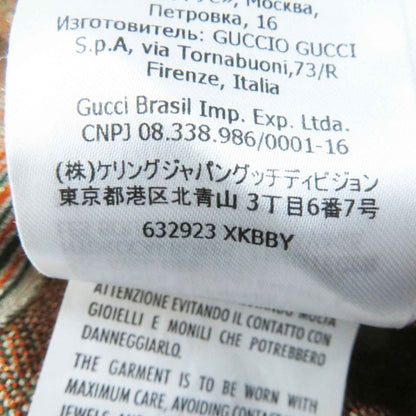 Москва,
Петровка, 16
Изготовитель: GUCCIO GUCCI
S.p.A, via Tornabuoni,73/R
Firenze, Italia
Gucci Brasil Imp. Exp. Ltda.
CNPJ 08.338.986/0001-16
(株)ケリングジャパングッチディビジョン
東京都港区北青山 3丁目6番7号
632923 XKBBY
ATTENZIONE EVITANDO IL CONTATTO CON
GIOIELLI E MONILI CHE POTREBBERO
DANNEGGIARLO.
THE GARMENT IS TO BE WORN WITH
MAXIMUM CARE, AVOIDING CONTACT
JEWELS AND